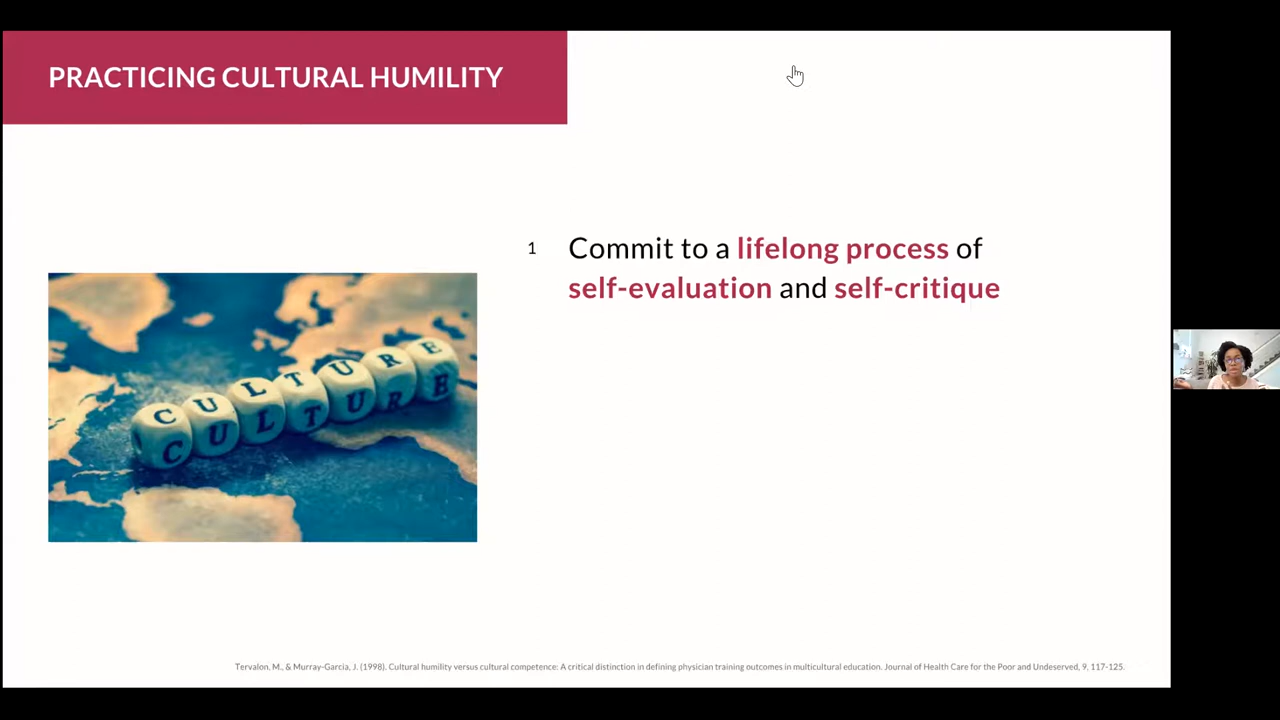 PRACTICING CULTURAL HUMILITY
1 Commit to a lifelong process of
self-evaluation and self-critique
CULTURE
CULTURE
Tervalon, M., & Murray-Garcia, J. (1998). Cultural humility versus cultural competence: A critical distinction in defining physician training outcomes in multicultural education. Journal of Health Care for the Poor and Undeserved, 9, 117-125.